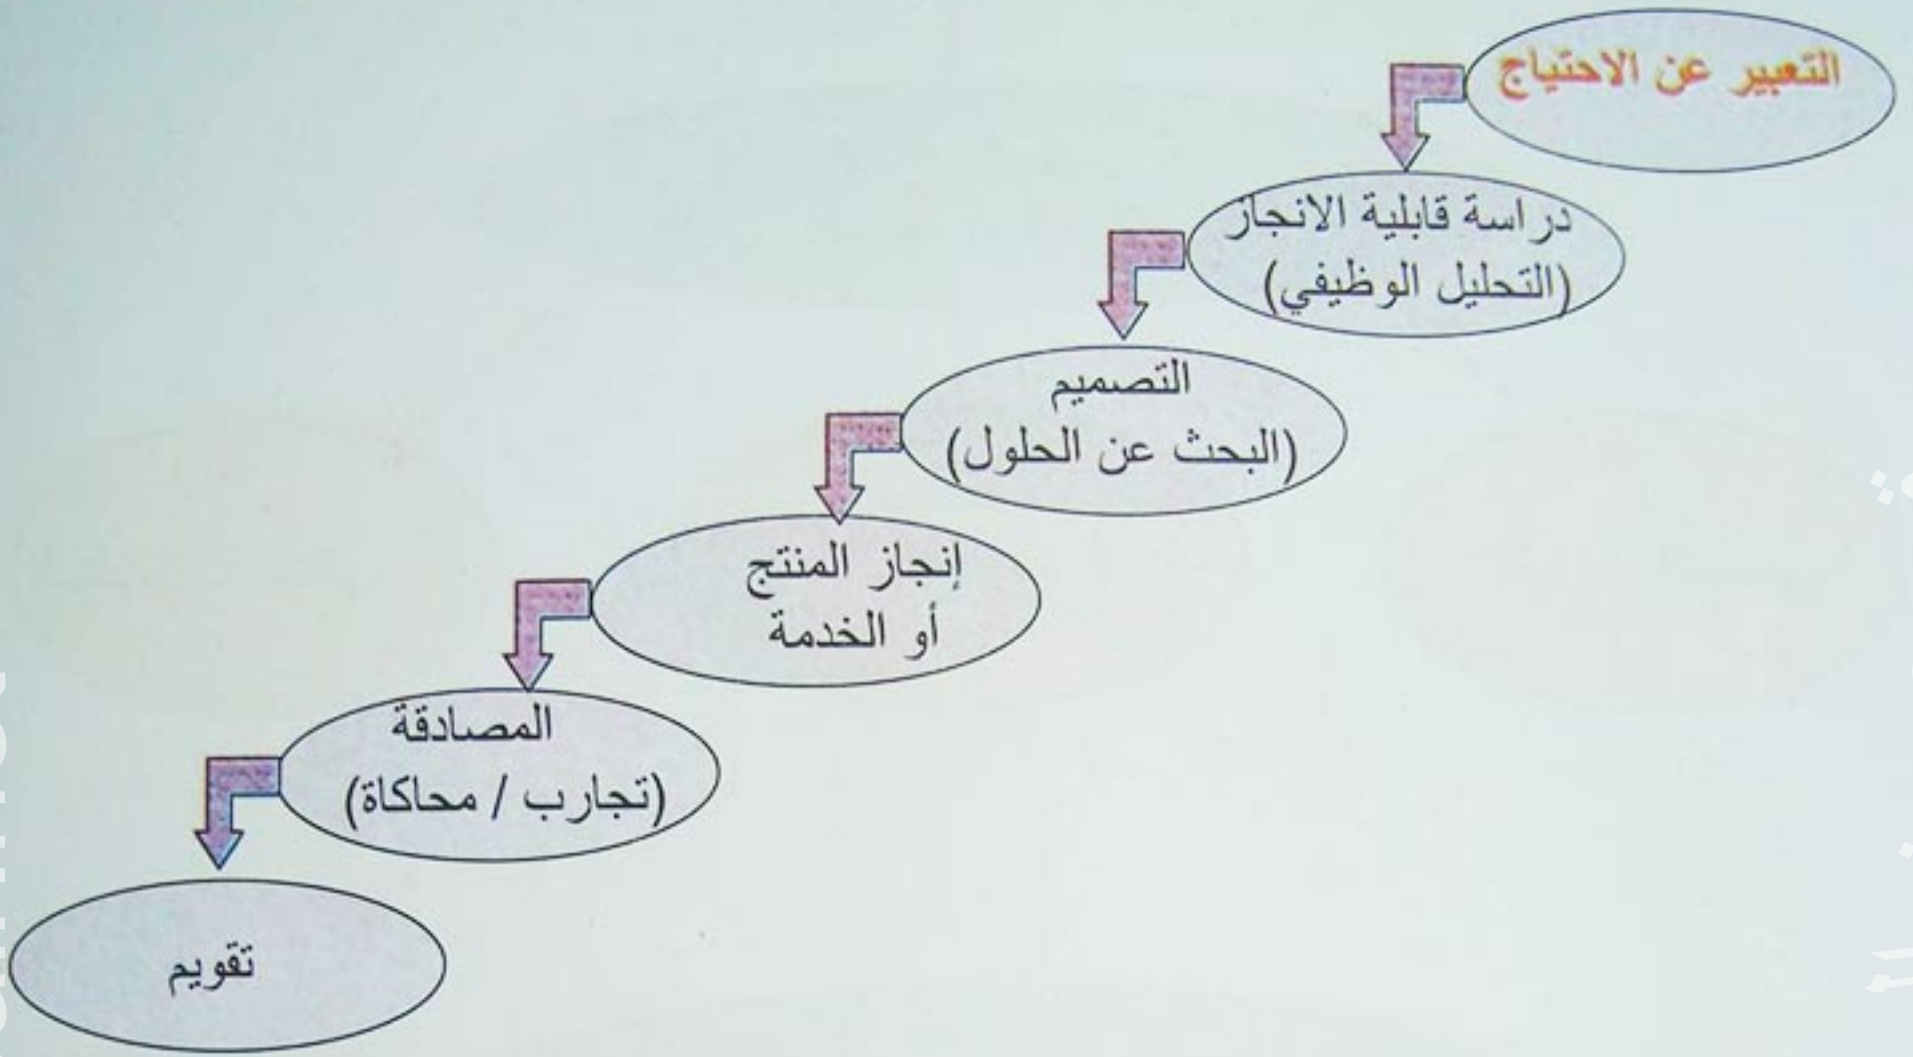 التعبير عن الاحتياج
دراسة قابلية الانجاز
(التحليل الوظيفي)
التصميم
(البحث عن الحلول)
إنجاز المنتج
أو الخدمة
المصادقة
(تجارب / محاكاة)
تقويم